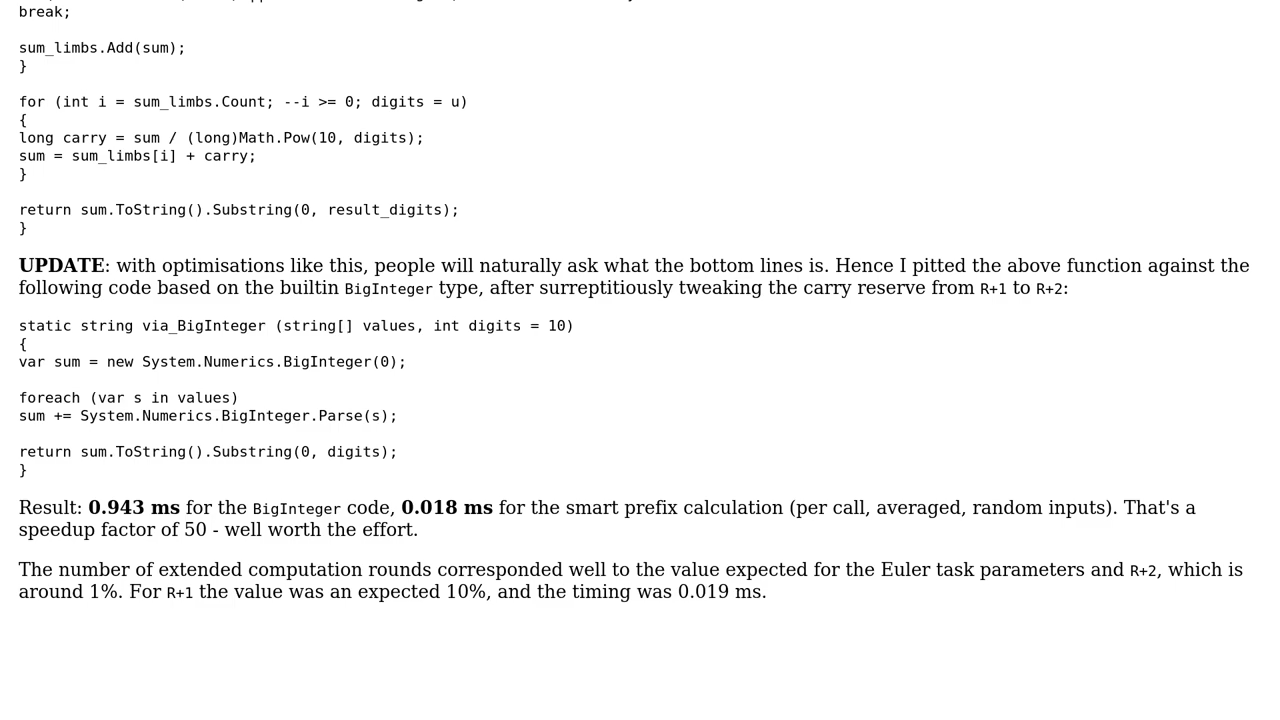 break;
sum_limbs.Add(sum);
}
for (int i = sum_limbs.Count; --i >= 0; digits = u)
{
long carry = sum / (long)Math.Pow(10, digits);
sum = sum_limbs[i] + carry;
}
return sum.ToString().Substring(0, result_digits);
}
UPDATE: with optimisations like this, people will naturally ask what the bottom lines is. Hence I pitted the above function against the
following code based on the builtin BigInteger type, after surreptitiously tweaking the carry reserve from R+1 to R+2:
static string via_BigInteger (string[] values, int digits = 10)
{
var sum = new System.Numerics.BigInteger(0);
foreach (var s in values)
sum += System.Numerics.BigInteger.Parse(s);
return sum.ToString().Substring(0, digits);
}
Result: 0.943 ms for the BigInteger code, 0.018 ms for the smart prefix calculation (per call, averaged, random inputs). That's a
speedup factor of 50 - well worth the effort.
The number of extended computation rounds corresponded well to the value expected for the Euler task parameters and R+2, which is
around 1%. For R+1 the value was an expected 10%, and the timing was 0.019 ms.